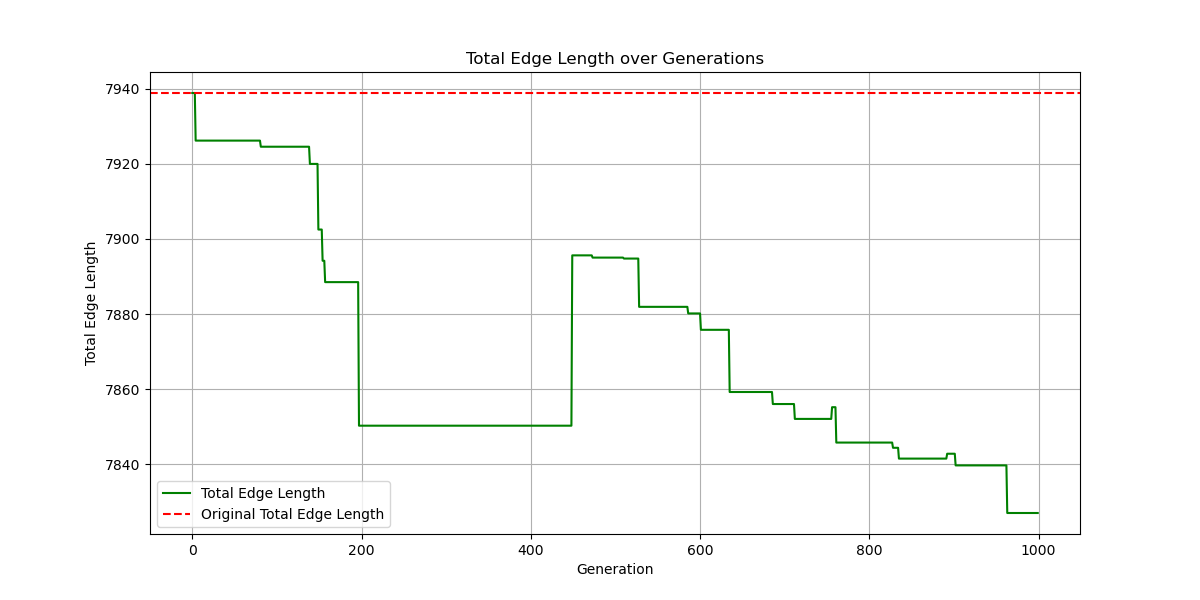 Total Edge Length over Generations
Total Edge Length
7940
7920
7900
7880
7860
7840
Total Edge Length
Original Total Edge Length
0 200 400 600 800 1000
Generation